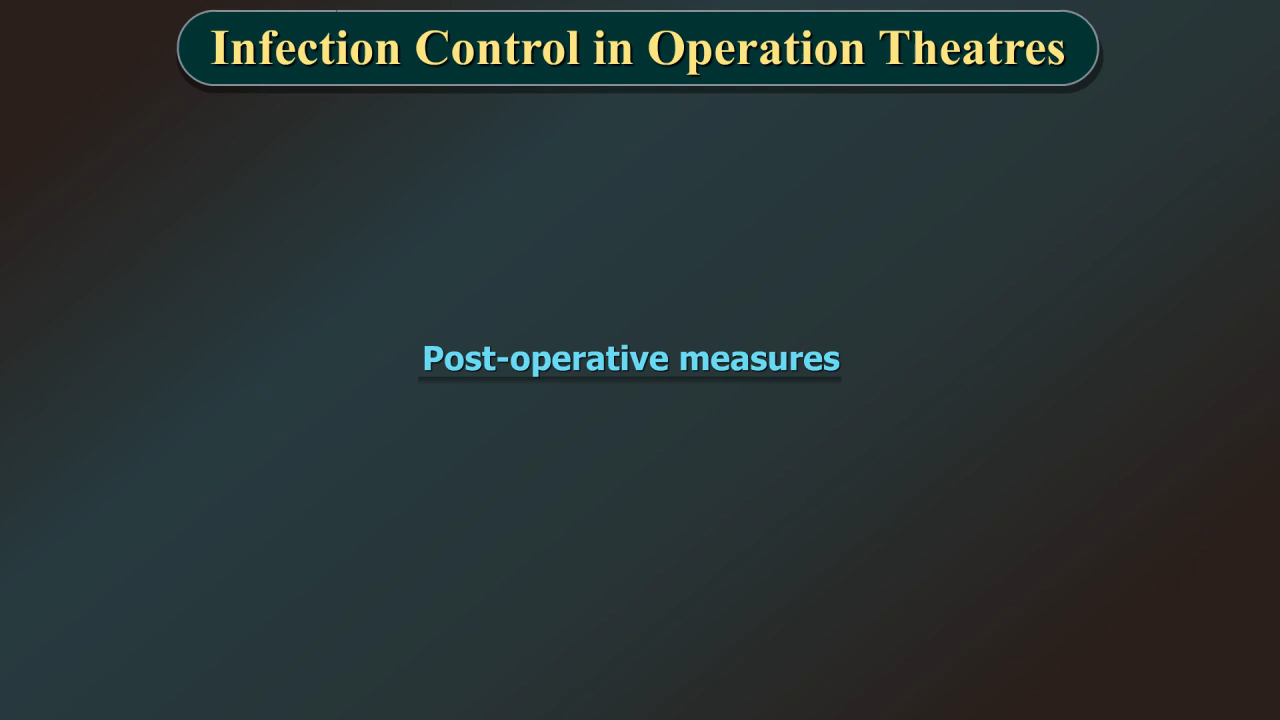 Infection Control in Operation Theatres
Post-operative measures